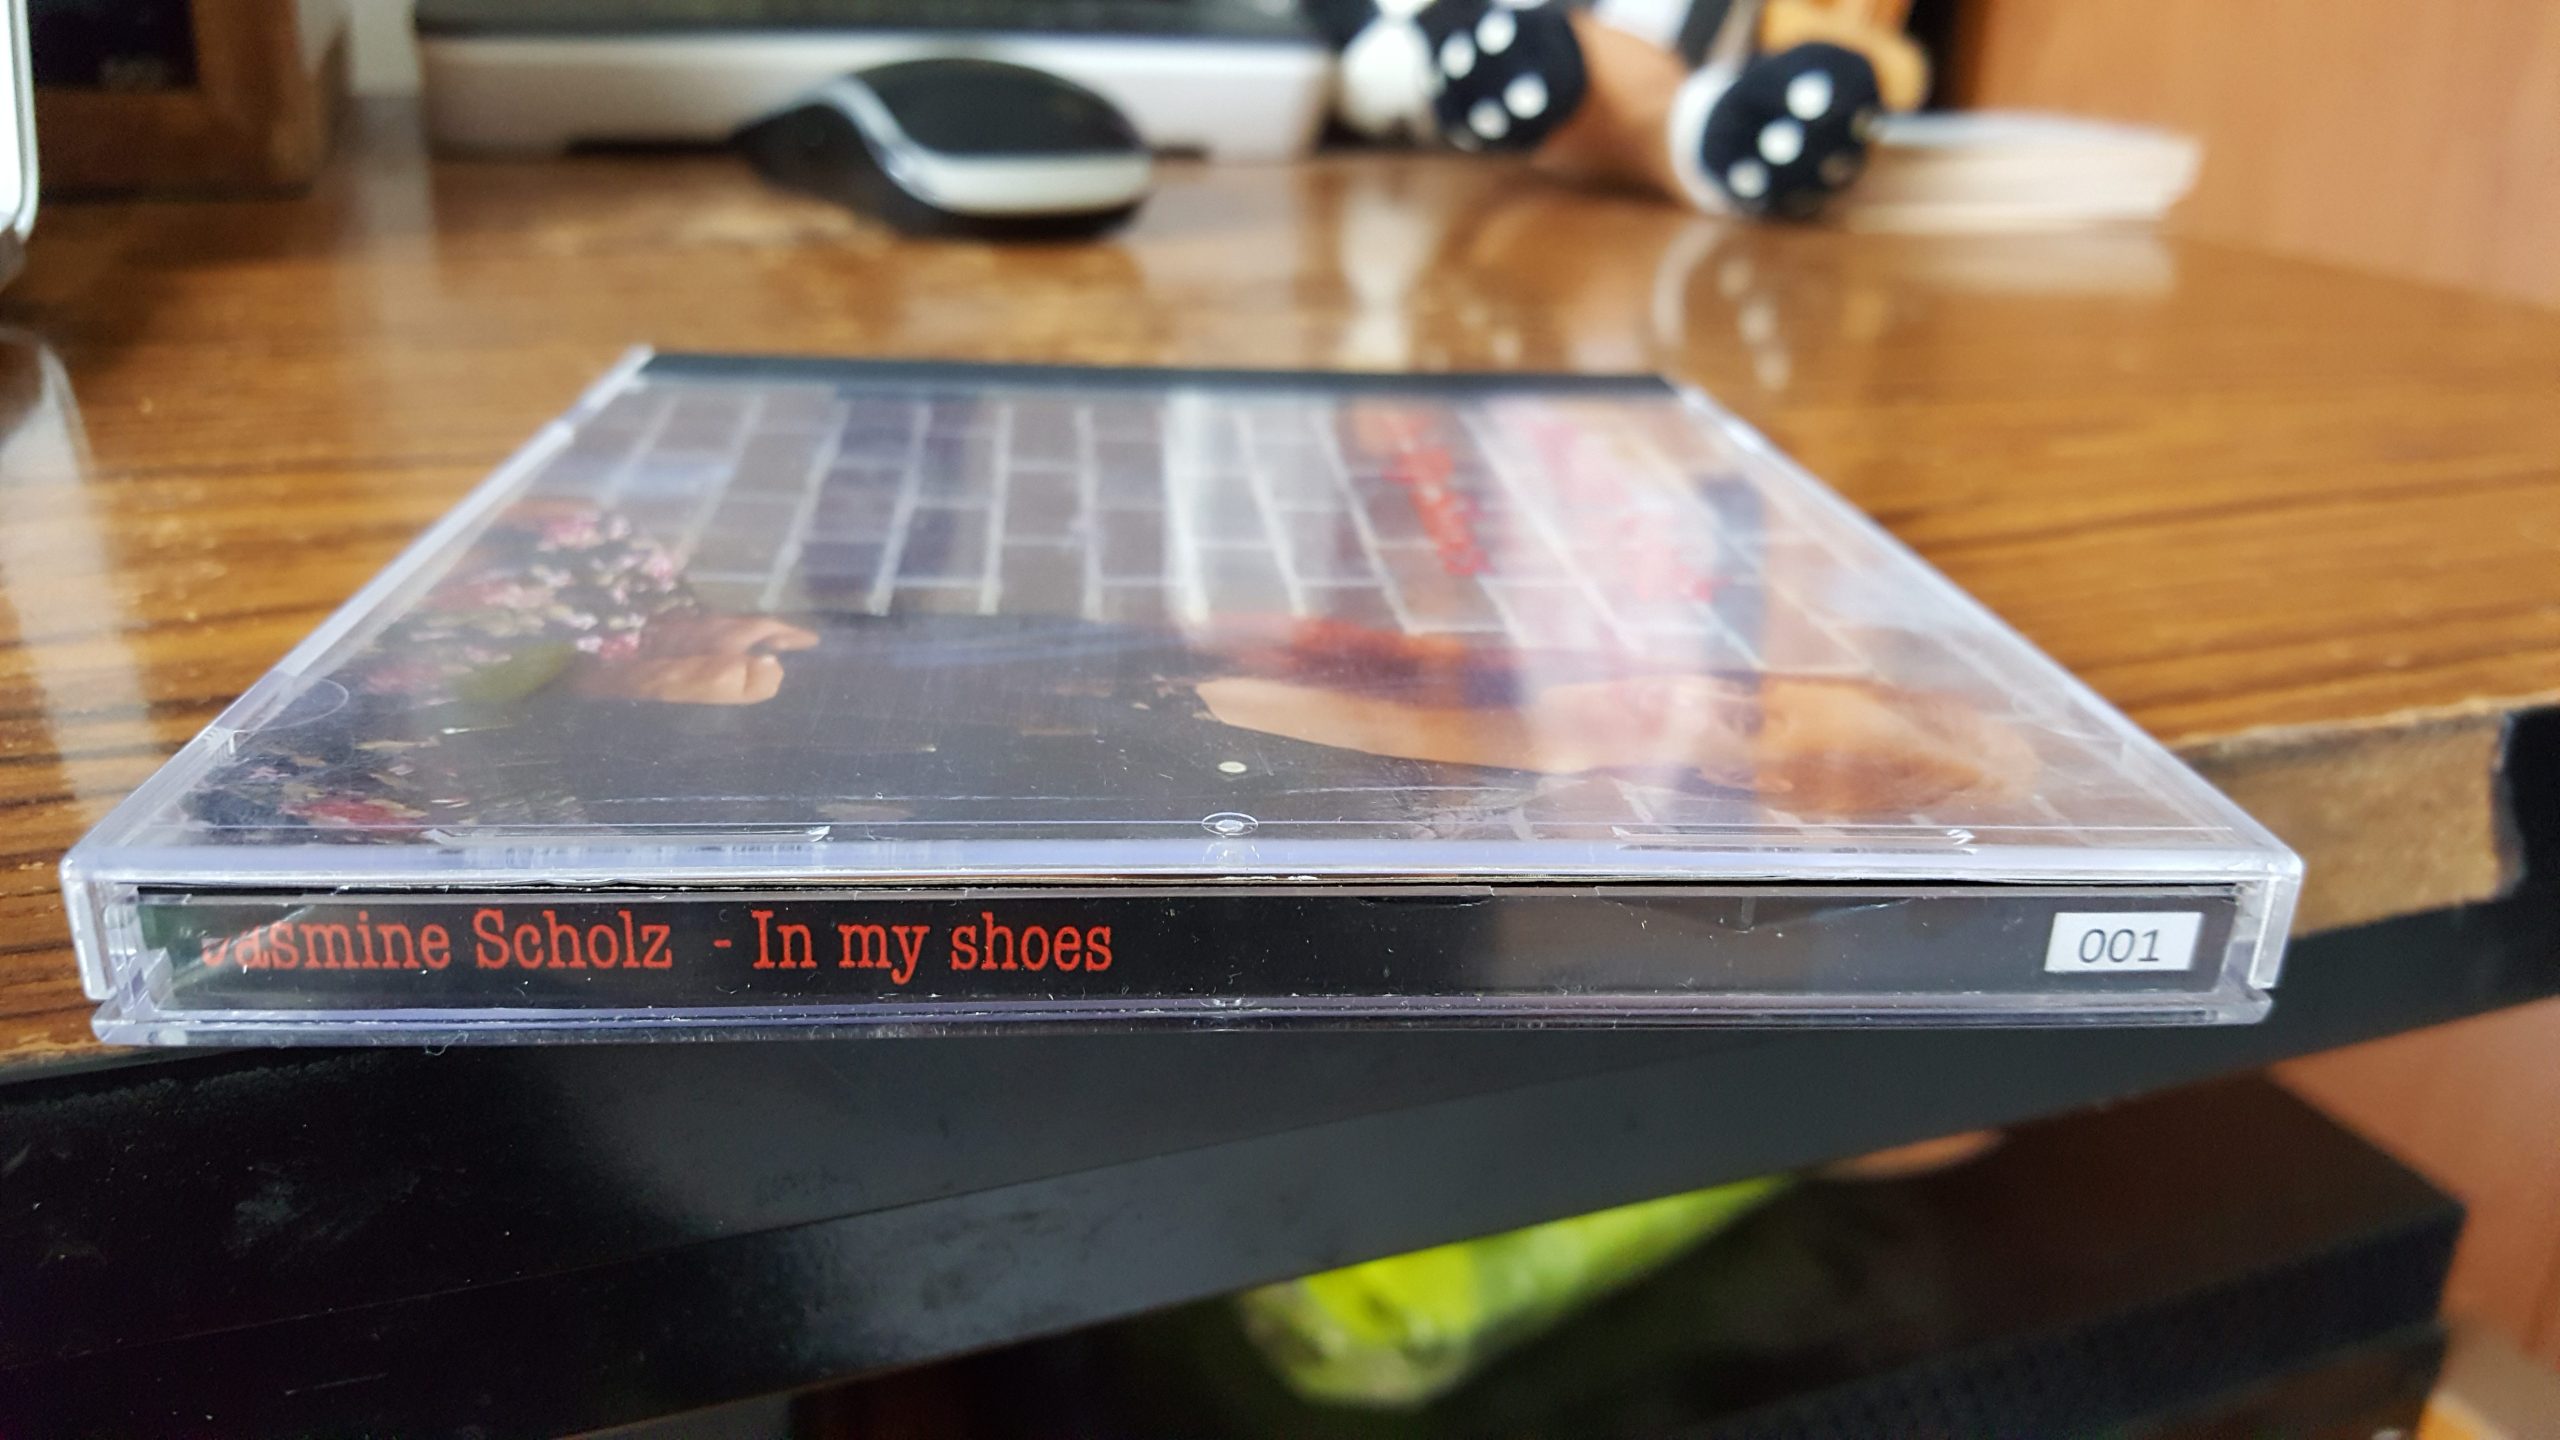 Jasmine Scholz - In my shoes
001